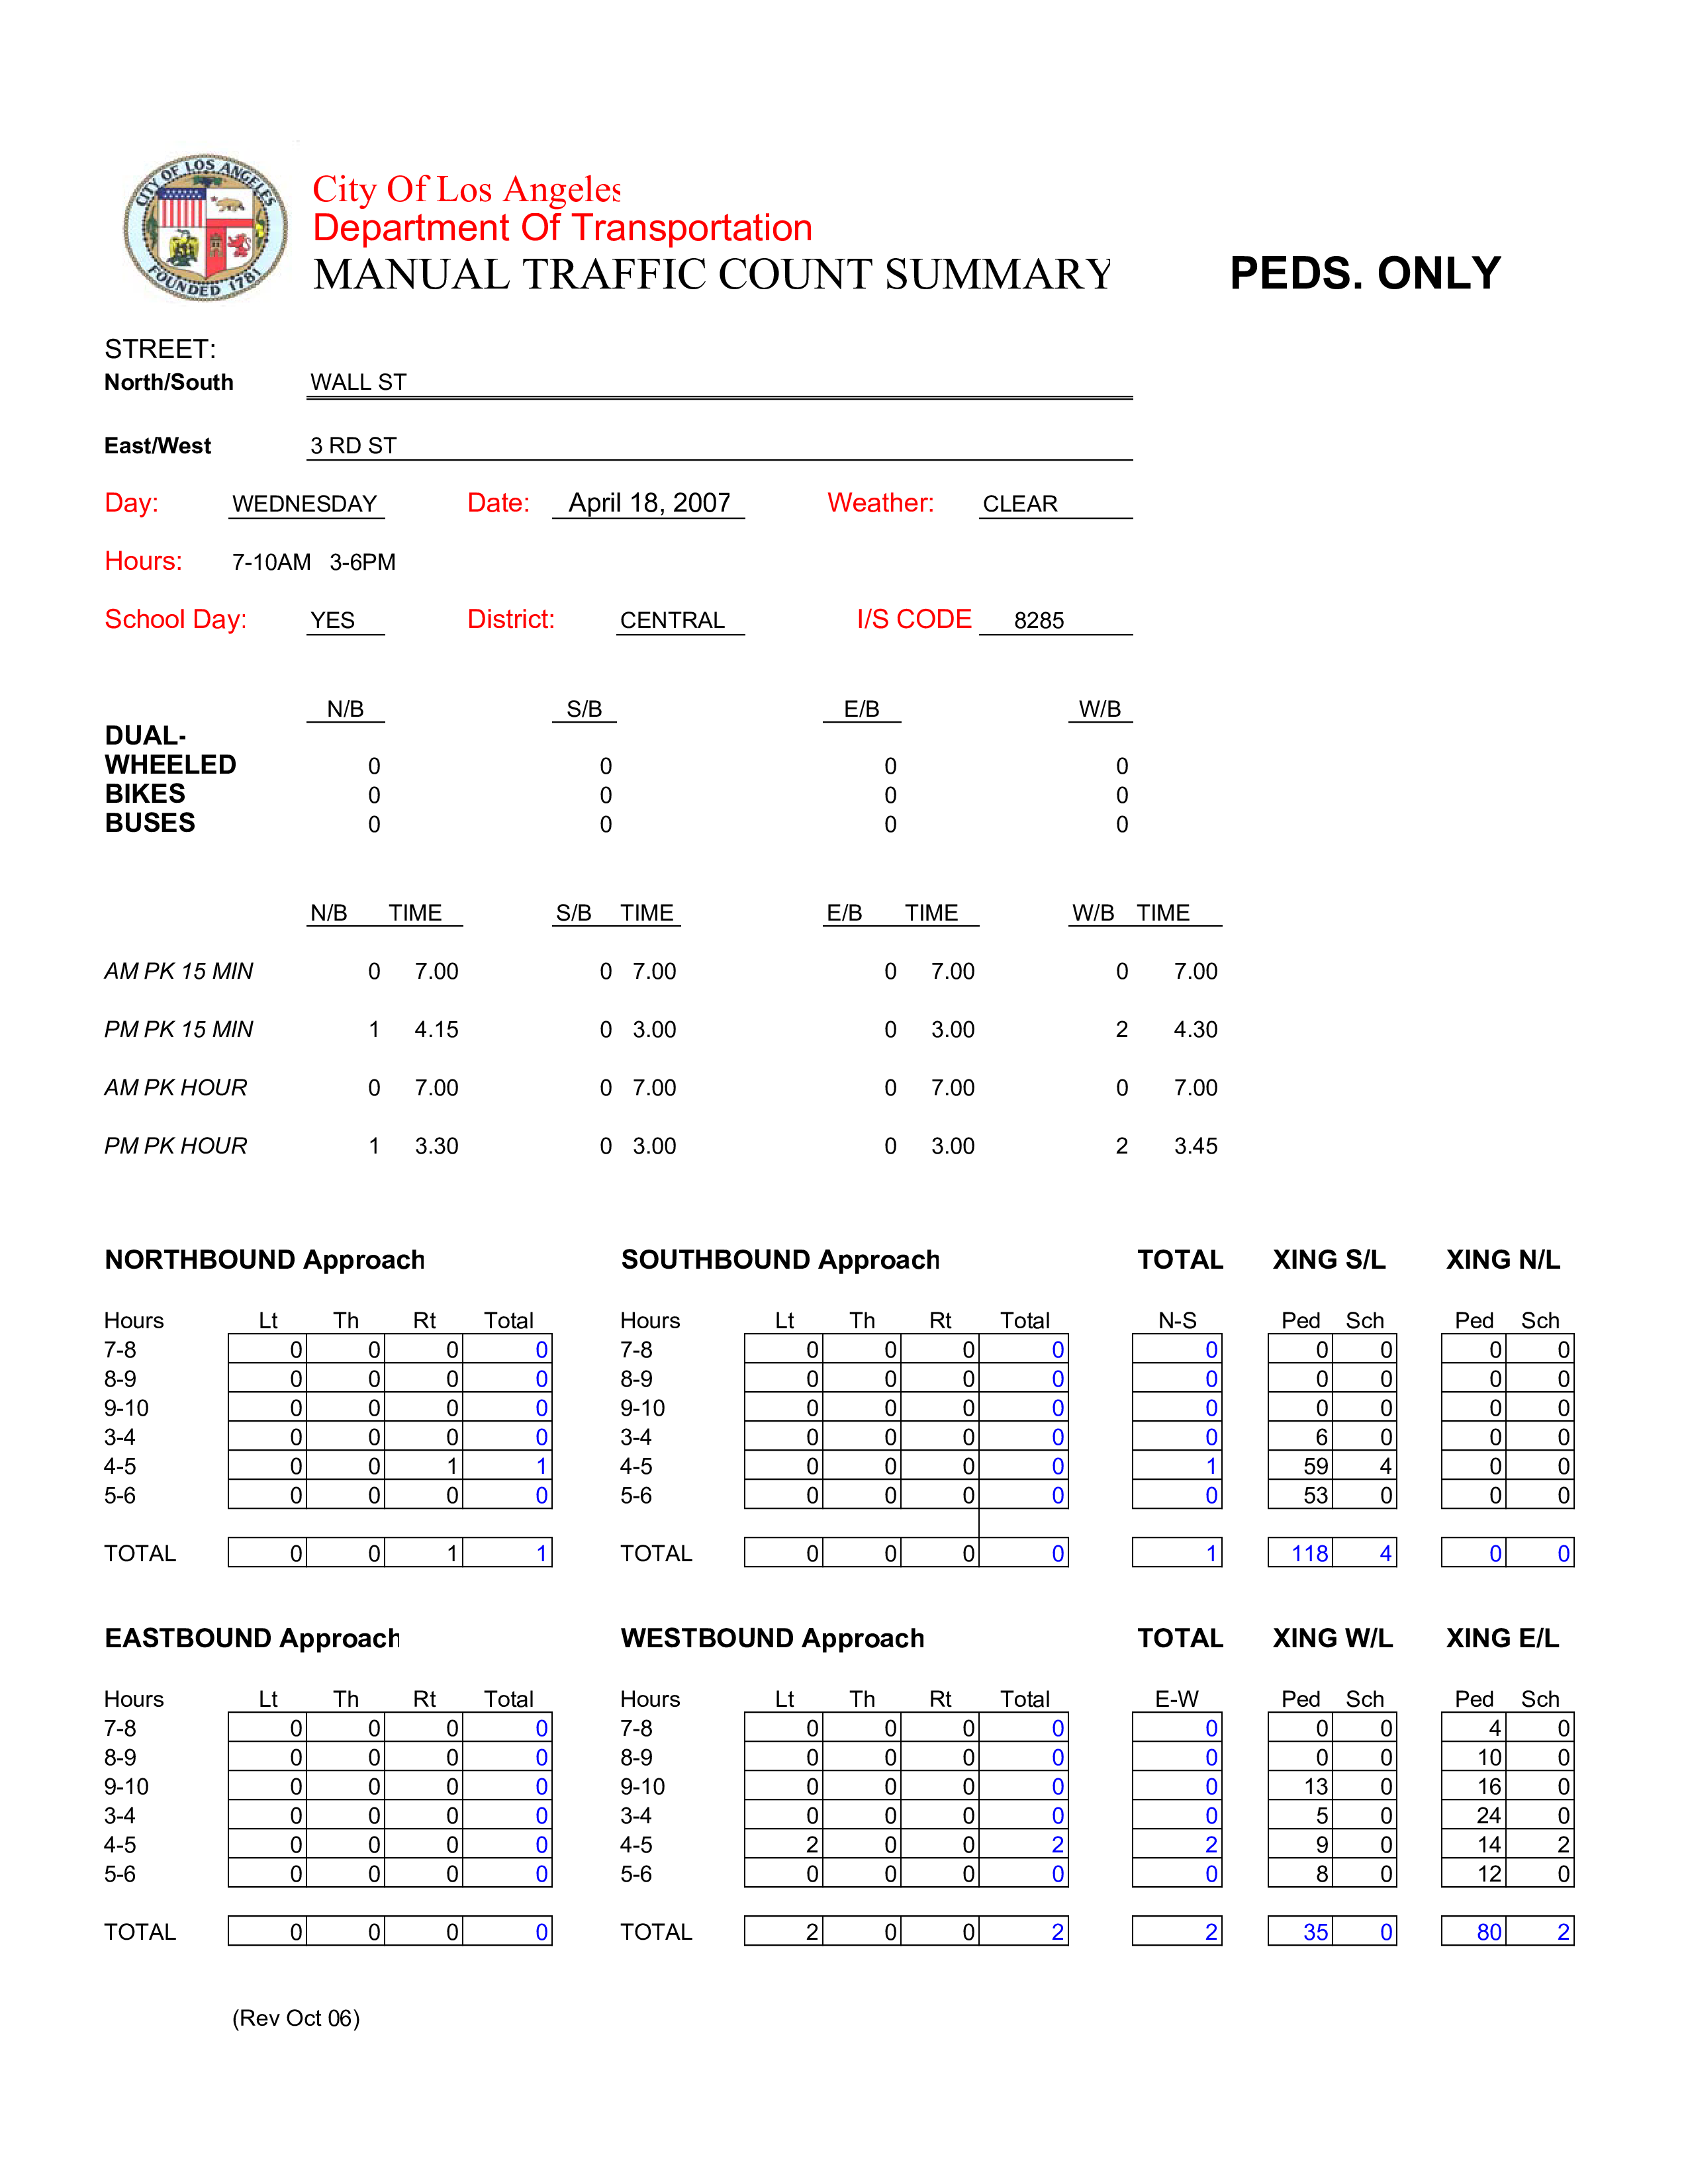 CITY OF LOS ANGELES
FOUNDED 1781
City Of Los Angeles
Department Of Transportation
MANUAL TRAFFIC COUNT SUMMARY PEDS. ONLY
STREET:
North/South WALL ST
East/West 3 RD ST
Day: WEDNESDAY Date: April 18, 2007 Weather: CLEAR
Hours: 7-10AM 3-6PM
School Day: YES District: CENTRAL I/S CODE 8285
N/B S/B E/B W/B
DUAL-
WHEELED 0 0 0 0
BIKES 0 0 0 0
BUSES 0 0 0 0
N/B TIME S/B TIME E/B TIME W/B TIME
AM PK 15 MIN 0 7.00 0 7.00 0 7.00 0 7.00
PM PK 15 MIN 1 4.15 0 3.00 0 3.00 2 4.30
AM PK HOUR 0 7.00 0 7.00 0 7.00 0 7.00
PM PK HOUR 1 3.30 0 3.00 0 3.00 2 3.45
NORTHBOUND Approach SOUTHBOUND Approach TOTAL XING S/L XING N/L
Hours Lt Th Rt Total Hours Lt Th Rt Total N-S Ped Sch Ped Sch
7-8 0 0 0 0 7-8 0 0 0 0 0 0 0 0 0
8-9 0 0 0 0 8-9 0 0 0 0 0 0 0 0 0
9-10 0 0 0 0 9-10 0 0 0 0 0 0 0 0 0
3-4 0 0 0 0 3-4 0 0 0 0 0 6 0 0 0
4-5 0 0 1 1 4-5 0 0 0 0 1 59 4 0 0
5-6 0 0 0 0 5-6 0 0 0 0 0 53 0 0 0
TOTAL 0 0 1 1 TOTAL 0 0 0 0 1 118 4 0 0
EASTBOUND Approach WESTBOUND Approach TOTAL XING W/L XING E/L
Hours Lt Th Rt Total Hours Lt Th Rt Total E-W Ped Sch Ped Sch
7-8 0 0 0 0 7-8 0 0 0 0 0 0 0 4 0
8-9 0 0 0 0 8-9 0 0 0 0 0 0 0 10 0
9-10 0 0 0 0 9-10 0 0 0 0 0 13 0 16 0
3-4 0 0 0 0 3-4 0 0 0 0 0 5 0 24 0
4-5 0 0 0 0 4-5 2 0 0 2 2 9 0 14 2
5-6 0 0 0 0 5-6 0 0 0 0 0 8 0 12 0
TOTAL 0 0 0 0 TOTAL 2 0 0 2 2 35 0 80 2
(Rev Oct 06)